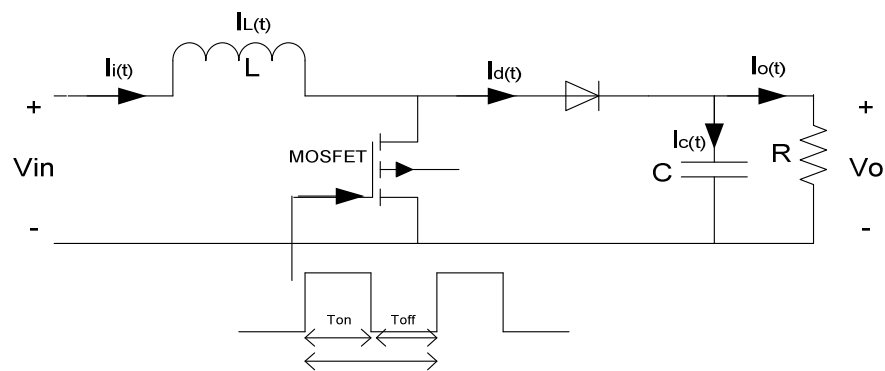 IL(t)
Ii(t)
L
Id(t)
Io(t)
+
+
MOSFET
Ic(t)
Vin
C
R
Vo
-
-
Ton
Toff